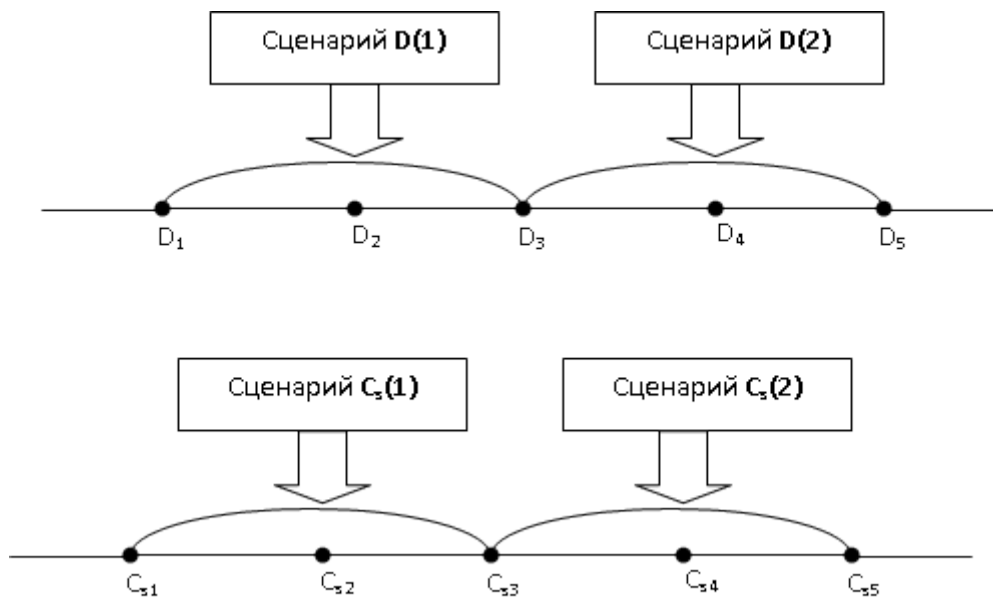 Сценарий D(1) Сценарий D(2)
D1 D2 D3 D4 D5
Сценарий Cs(1) Сценарий Cs(2)
Cs1 Cs2 Cs3 Cs4 Cs5